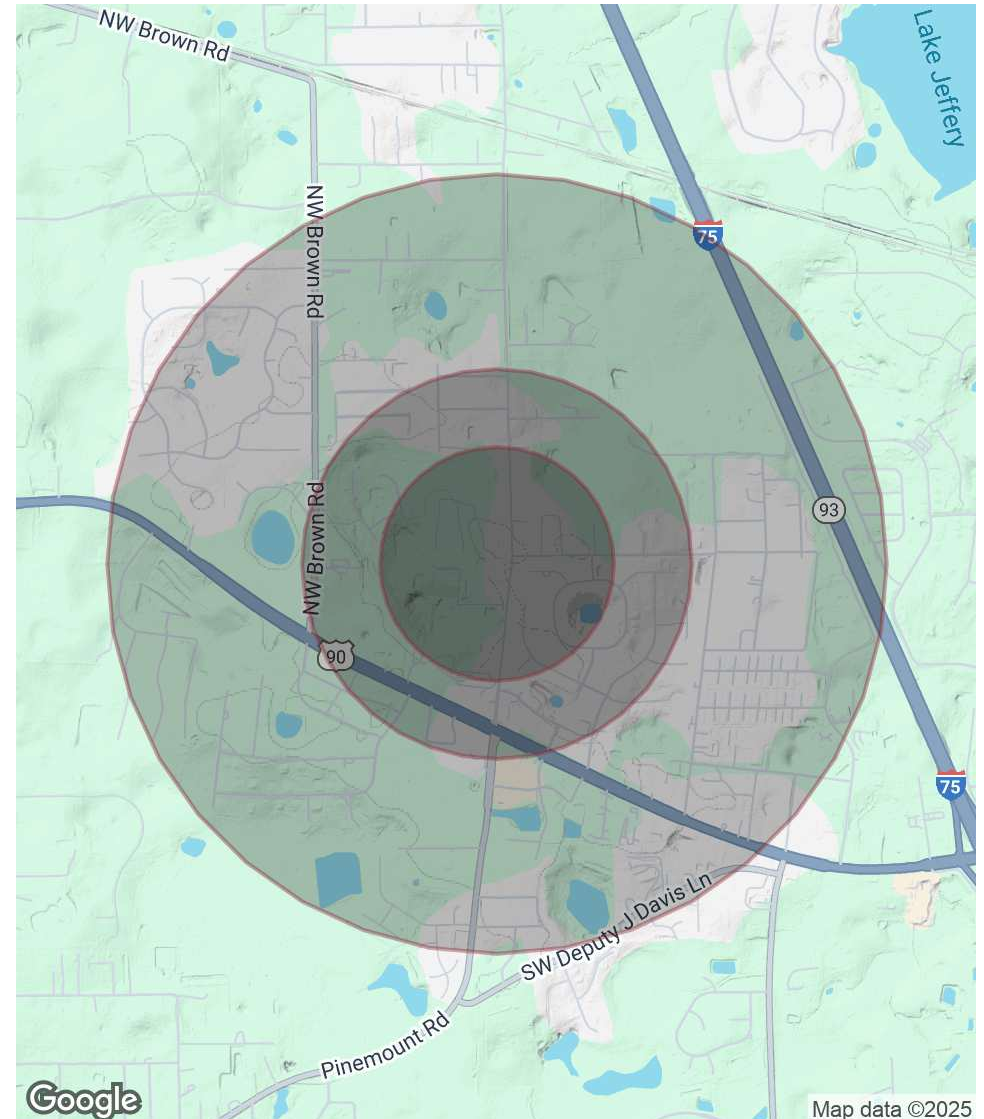 NW Brown Rd
Lake Jeffery
NW Brown Rd
75
93
NW Brown Rd
90
75
SW Deputy J Davis Ln
Pinemount Rd
Google
Map data ©2025